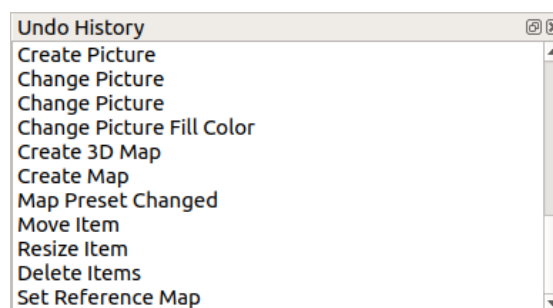 Undo History
Create Picture
Change Picture
Change Picture
Change Picture Fill Color
Create 3D Map
Create Map
Map Preset Changed
Move Item
Resize Item
Delete Items
Set Reference Map